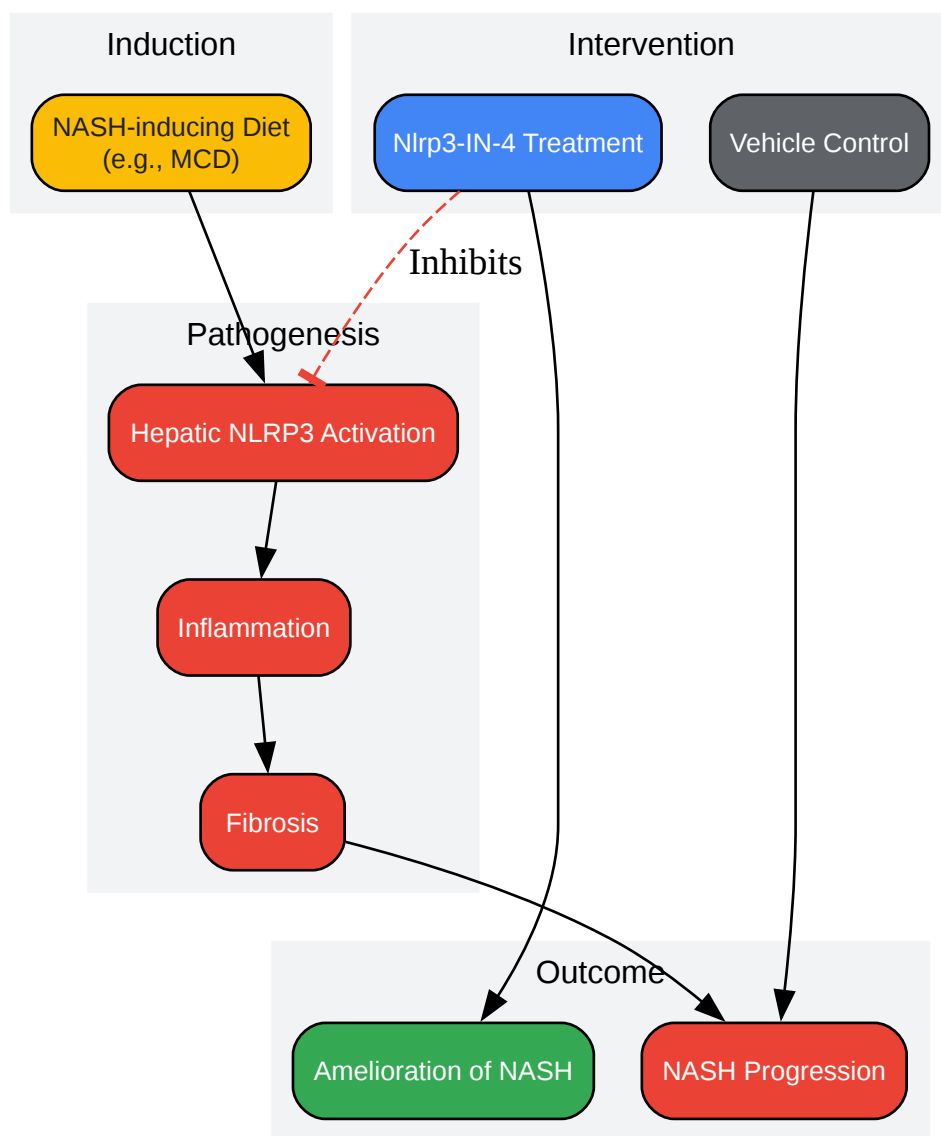 Induction
Intervention
NASH-inducing Diet
(e.g., MCD)
Nlrp3-IN-4 Treatment
Vehicle Control
Inhibits
Pathogenesis
Hepatic NLRP3 Activation
Inflammation
Fibrosis
Outcome
Amelioration of NASH
NASH Progression